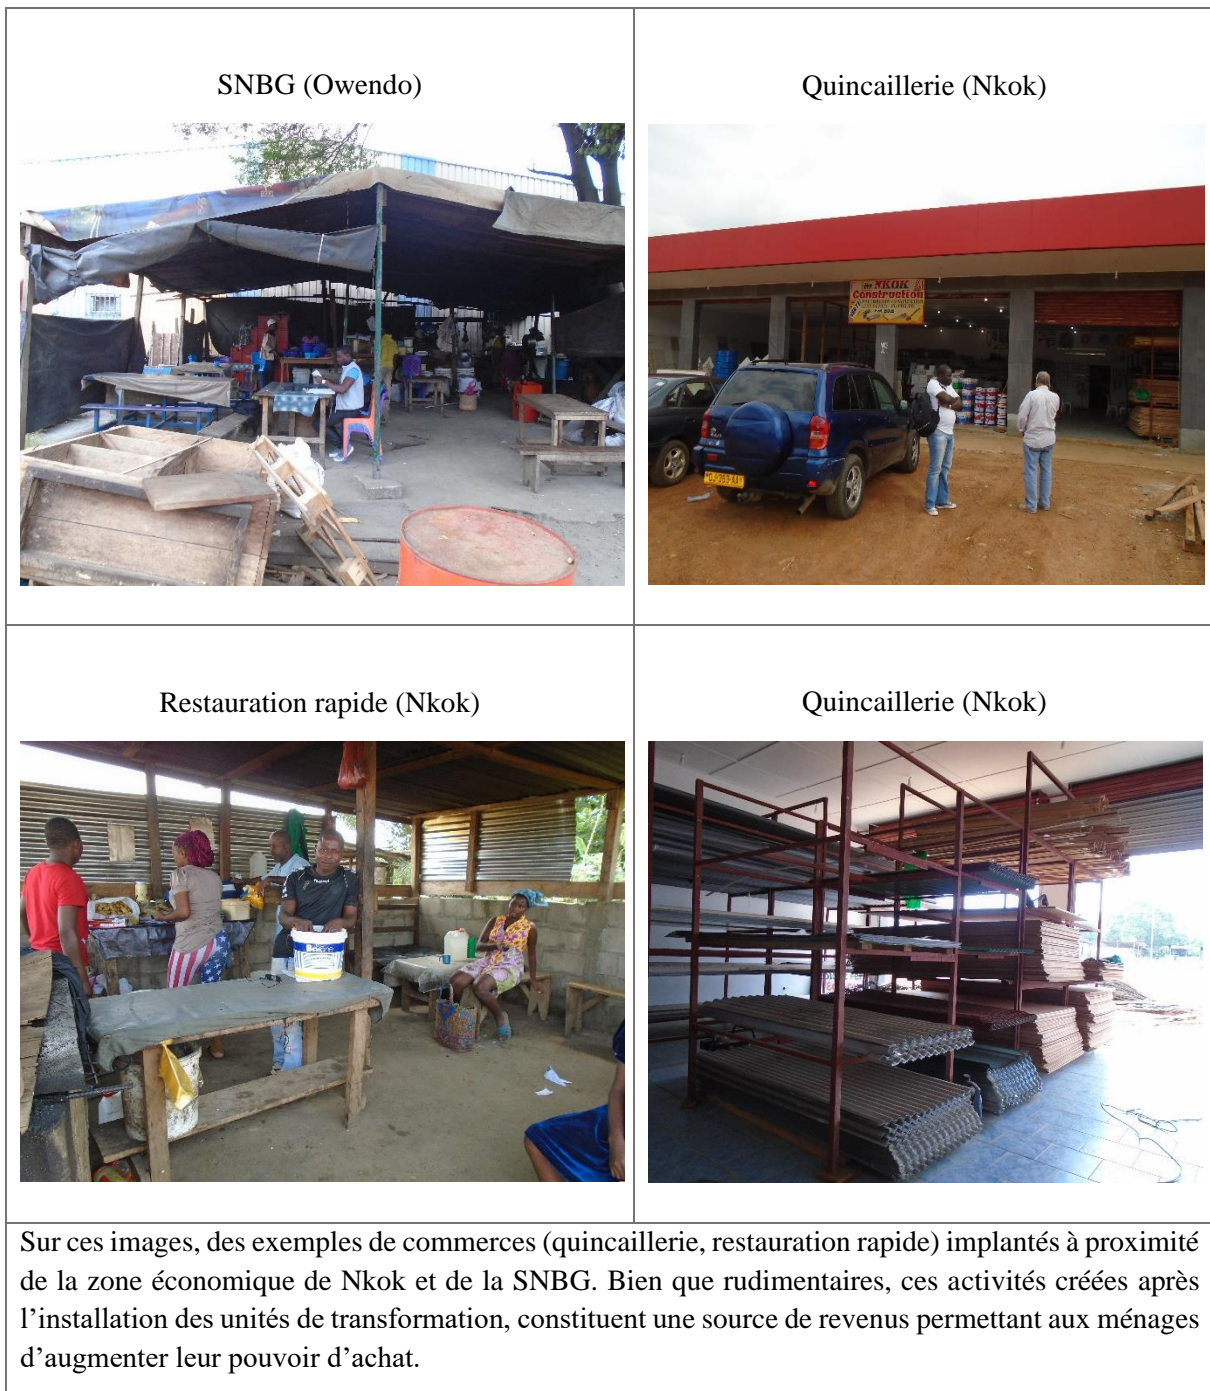 SNBG (Owendo)
Quincaillerie (Nkok)
NKOK
Construction
DJ-253-AA
Restauration rapide (Nkok)
Quincaillerie (Nkok)
Sur ces images, des exemples de commerces (quincaillerie, restauration rapide) implantés à proximité
de la zone économique de Nkok et de la SNBG. Bien que rudimentaires, ces activités créées après
l’installation des unités de transformation, constituent une source de revenus permettant aux ménages
d’augmenter leur pouvoir d’achat.